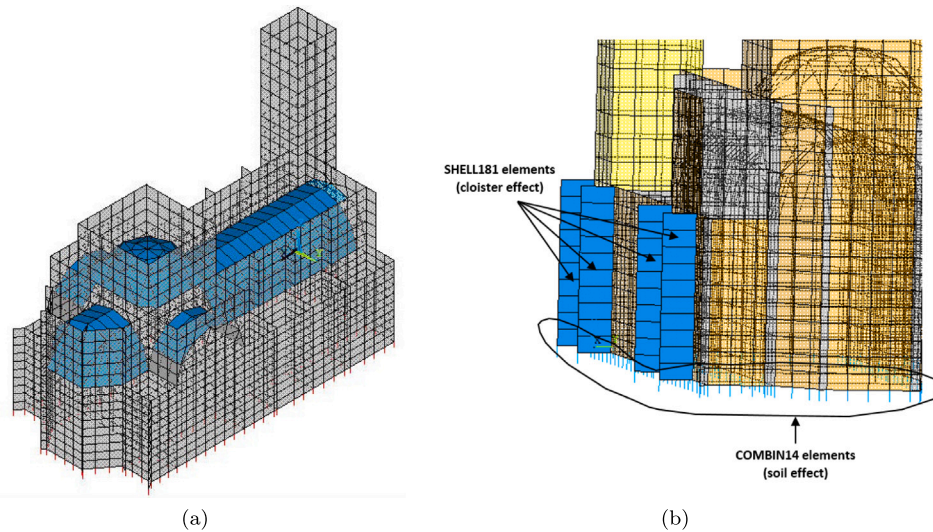 SHELL181 elements
(cloister effect)
COMBIN14 elements
(soil effect)
(a)
(b)